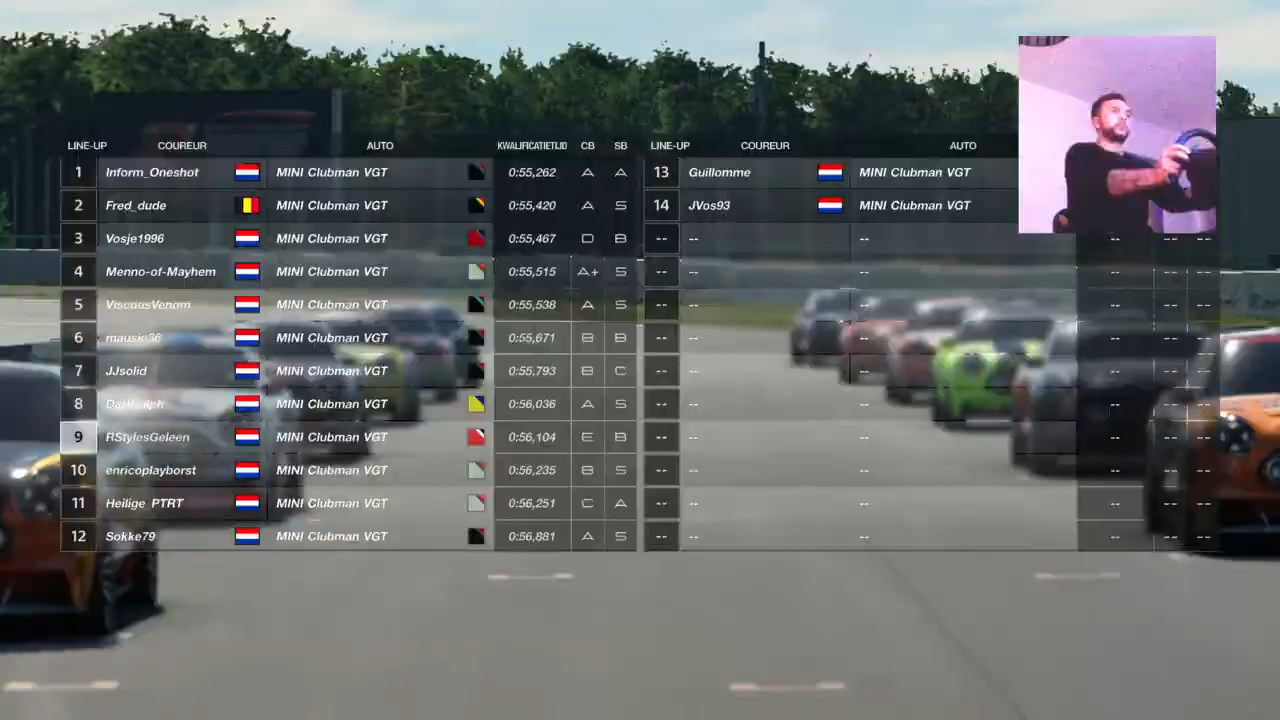 LINE-UP COUREUR AUTO KWALIFICATIETIJD CB SB
1 Inform_Oneshot MINI Clubman VGT 0:55,262 A A
2 Fred_dude MINI Clubman VGT 0:55,420 A S
3 Vosje1996 MINI Clubman VGT 0:55,467 D B
4 Menno-of-Mayhem MINI Clubman VGT 0:55,515 A+ S
5 ViscousVenom MINI Clubman VGT 0:55,538 A S
6 MINI Clubman VGT 0:55,671 B B
7 JJsolid MINI Clubman VGT 0:55,793 B C
8 MINI Clubman VGT 0:56,036 A S
9 RStylesGeleen MINI Clubman VGT 0:56,104 E B
10 enricoplayborst MINI Clubman VGT 0:56,235 B S
11 Heilige_PTRT MINI Clubman VGT 0:56,251 C A
12 Sokke79 MINI Clubman VGT 0:56,881 A S
LINE-UP COUREUR AUTO
13 Guillomme MINI Clubman VGT
14 JVos93 MINI Clubman VGT
-- -- -- -- -- --
-- -- -- -- -- --
-- -- -- -- -- --
-- -- -- -- -- --
-- -- -- -- -- --
-- -- -- -- -- --
-- -- -- -- -- --
-- -- -- -- -- --
-- -- -- -- -- --
-- -- -- -- -- --